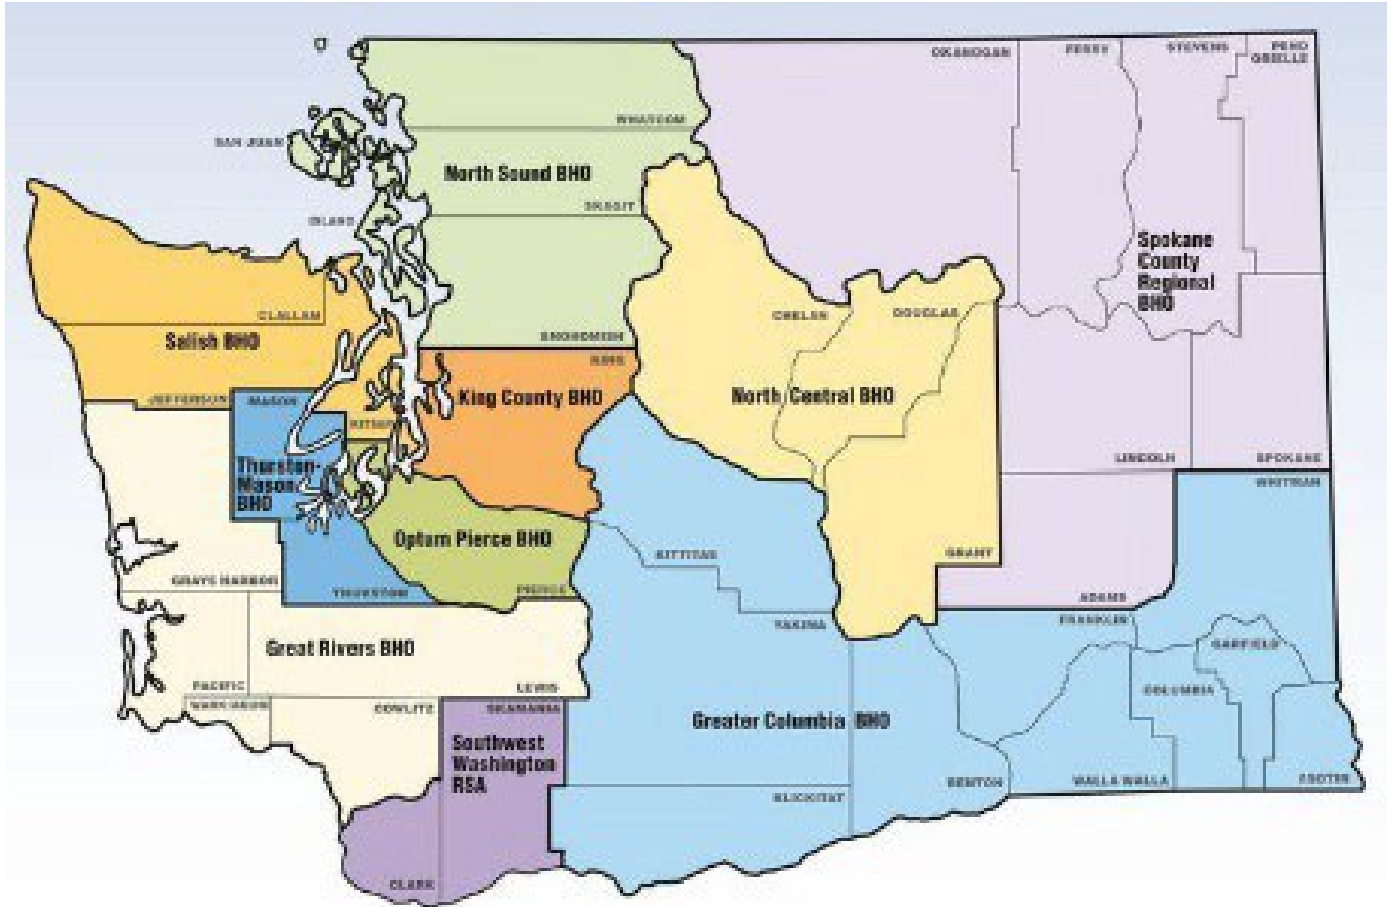 OKANOGAN
FERRY
STEVENS
PEND
OREILLE
WHATCOM
SAN JUAN
North Sound BHO
SKAGIT
ISLAND
Spokane
County
Regional
BHO
CLALLAM
CHELAN
DOUGLAS
SNOHOMISH
Salish BHO
KING
King County BHO
North Central BHO
JEFFERSON
MASON
KITSAP
LINCOLN
SPOKANE
Thurston-
Mason
BHO
WHITMAN
Optum Pierce BHO
KITTITAS
GRANT
GRAYS HARBOR
THURSTON
PIERCE
ADAMS
YAKIMA
FRANKLIN
GARFIELD
Great Rivers BHO
PACIFIC
LEWIS
COLUMBIA
WAHKIAKUM
COWLITZ
SKAMANIA
Greater Columbia BHO
Southwest
Washington
RSA
BENTON
WALLA WALLA
ASOTIN
KLICKITAT
CLARK